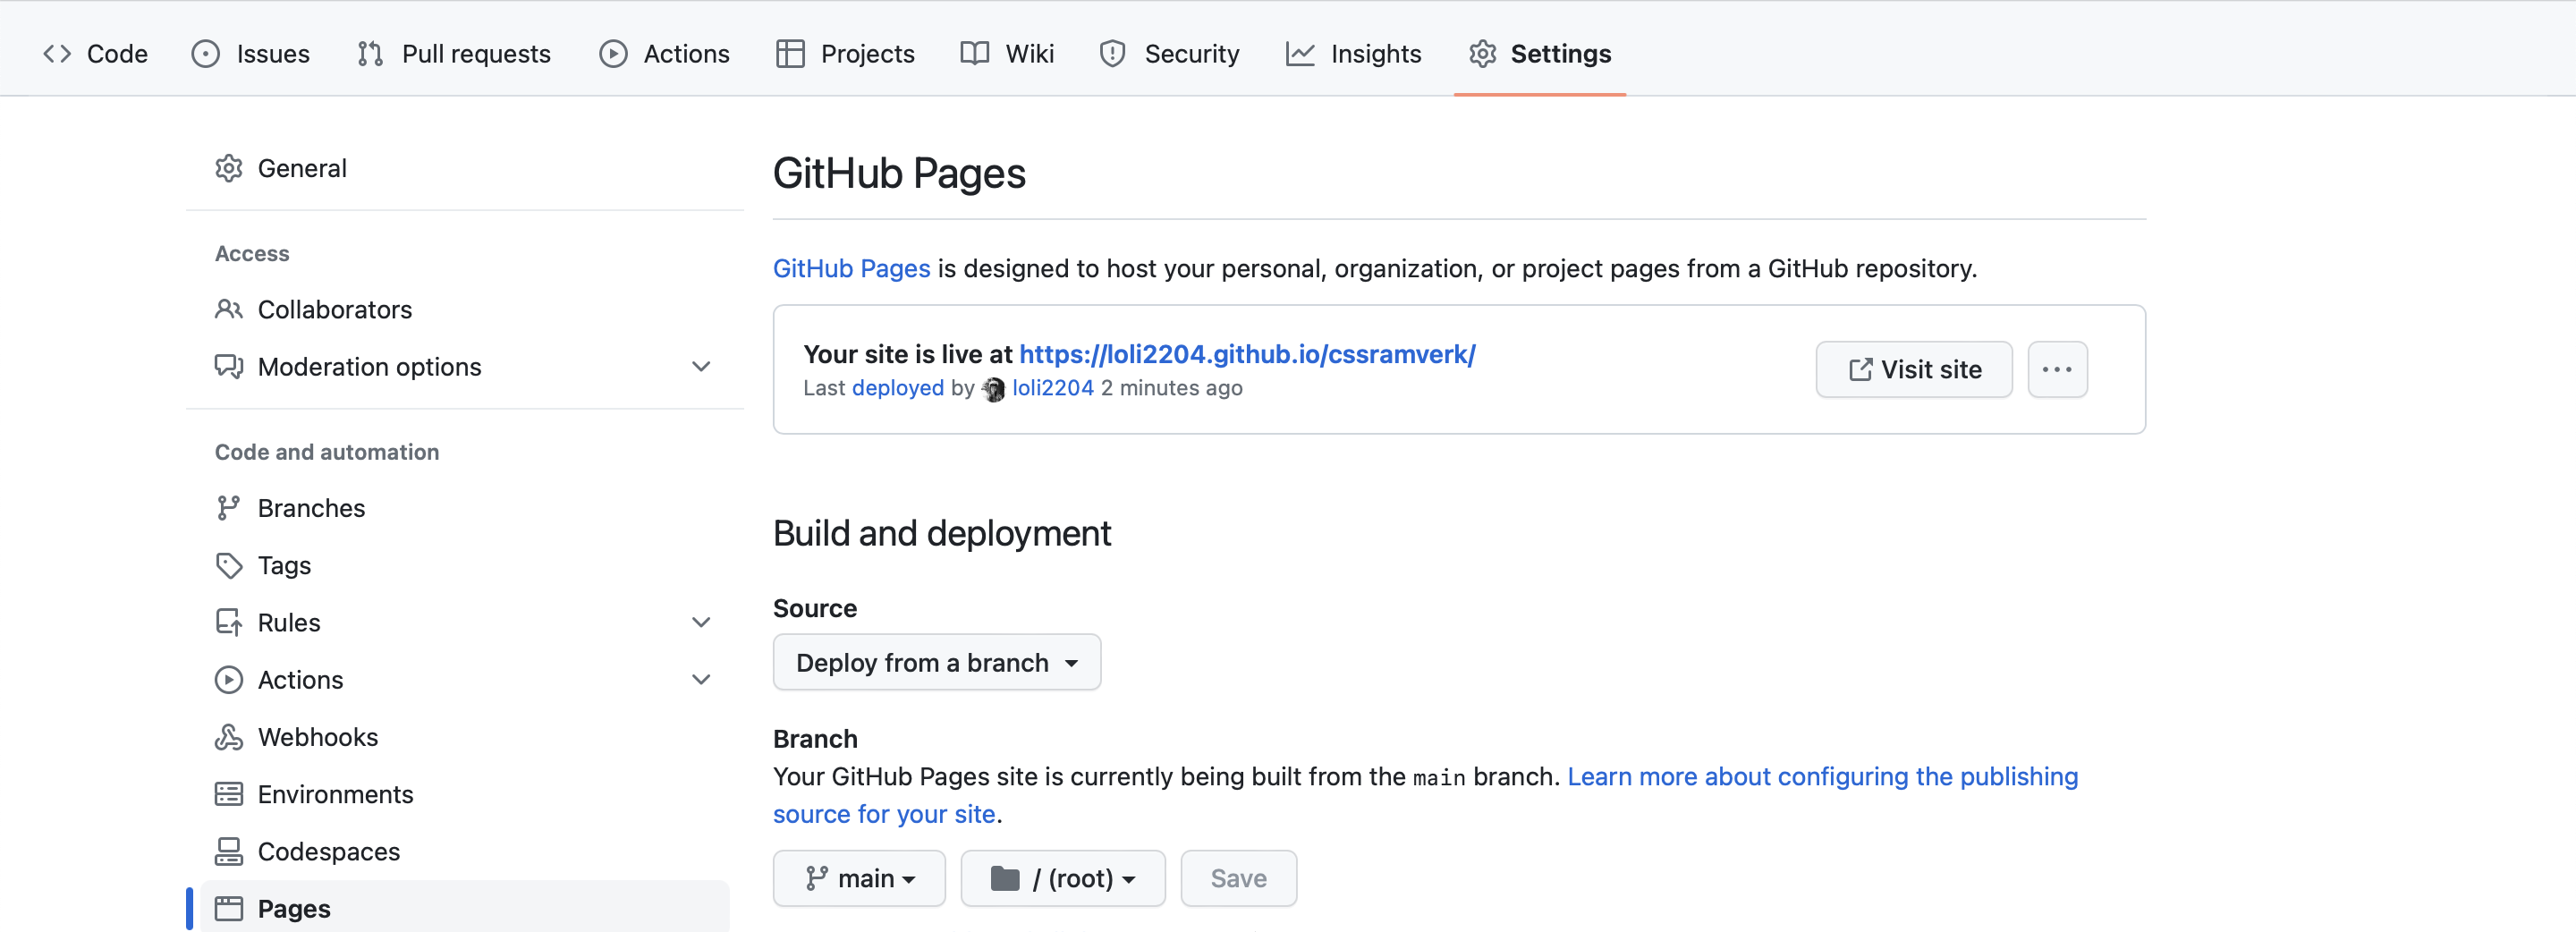 Code Issues Pull requests Actions Projects Wiki Security Insights Settings
General
Access
Collaborators
Moderation options
Code and automation
Branches
Tags
Rules
Actions
Webhooks
Environments
Codespaces
Pages
GitHub Pages
GitHub Pages is designed to host your personal, organization, or project pages from a GitHub repository.
Your site is live at https://loli2204.github.io/cssramverk/
Last deployed by loli2204 2 minutes ago
Visit site
Build and deployment
Source
Deploy from a branch
Branch
Your GitHub Pages site is currently being built from the main branch. Learn more about configuring the publishing
source for your site.
main / (root) Save